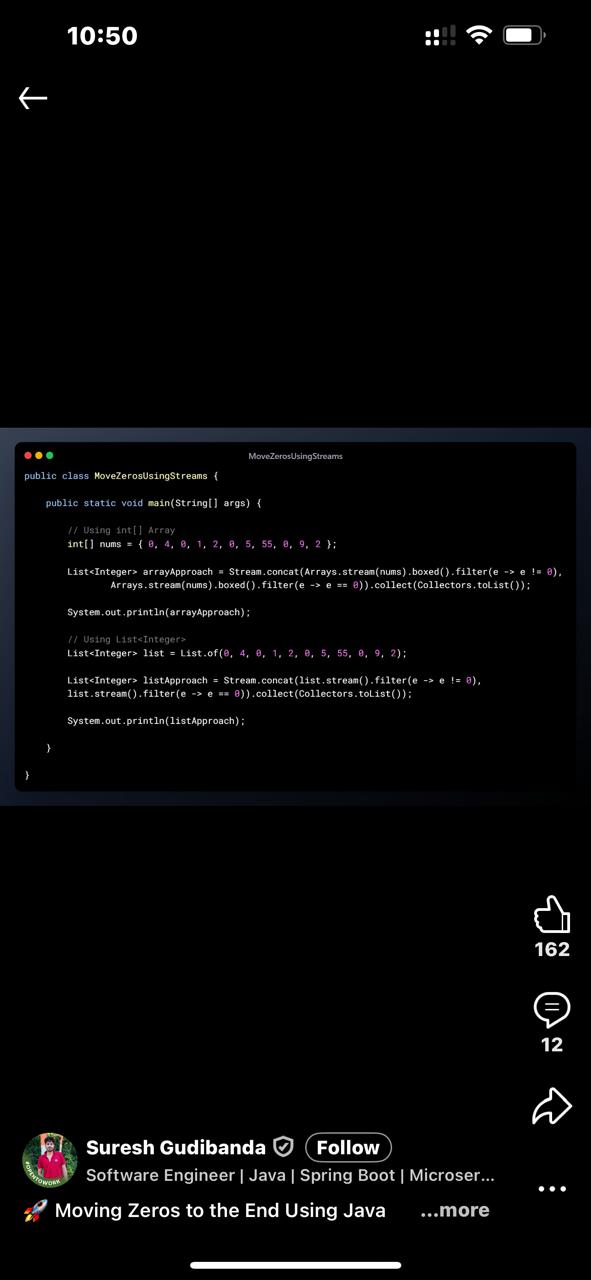 10:50
MoveZerosUsingStreams
public class MoveZerosUsingStreams {
public static void main(String[] args) {
// Using int[] Array
int[] nums = { 0, 4, 0, 1, 2, 0, 5, 55, 0, 9, 2 };
List<Integer> arrayApproach = Stream.concat(Arrays.stream(nums).boxed().filter(e -> e != 0),
Arrays.stream(nums).boxed().filter(e -> e == 0)).collect(Collectors.toList());
System.out.println(arrayApproach);
// Using List<Integer>
List<Integer> list = List.of(0, 4, 0, 1, 2, 0, 5, 55, 0, 9, 2);
List<Integer> listApproach = Stream.concat(list.stream().filter(e -> e != 0),
list.stream().filter(e -> e == 0)).collect(Collectors.toList());
System.out.println(listApproach);
}
}
162
12
#OPENTOWORK
Suresh Gudibanda Follow
Software Engineer | Java | Spring Boot | Microser...
🚀 Moving Zeros to the End Using Java ...more